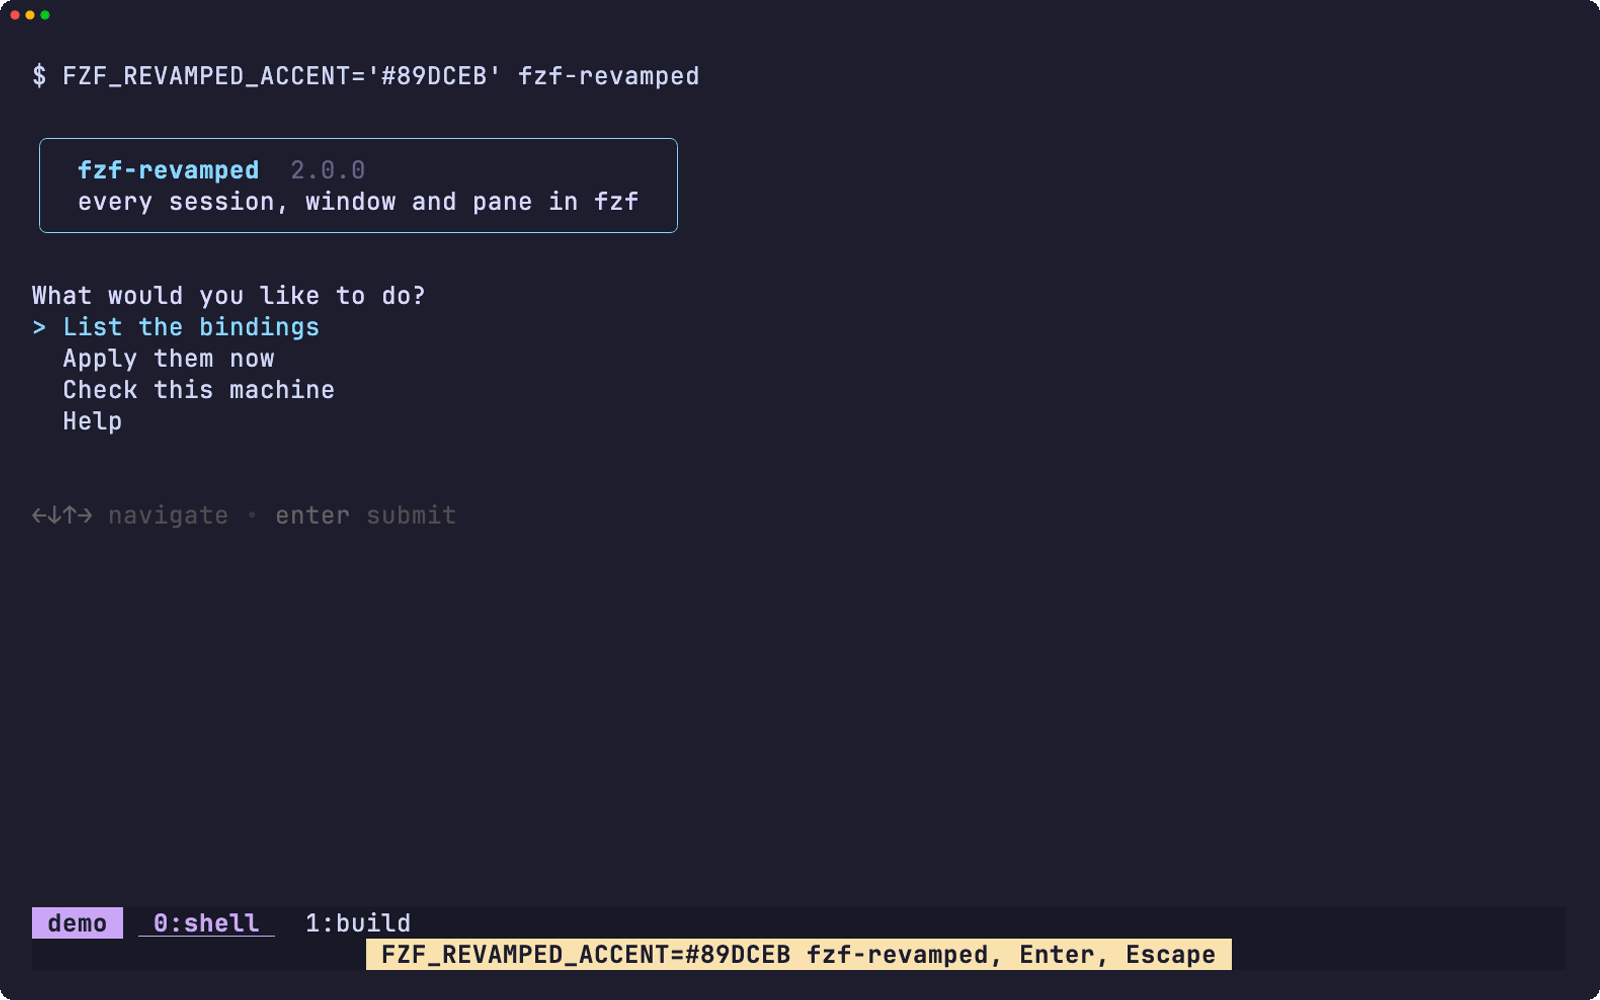 $ FZF_REVAMPED_ACCENT='#89DCEB' fzf-revamped
fzf-revamped 2.0.0
every session, window and pane in fzf
What would you like to do?
> List the bindings
Apply them now
Check this machine
Help
←↓↑→ navigate • enter submit
demo 0:shell 1:build
FZF_REVAMPED_ACCENT=#89DCEB fzf-revamped, Enter, Escape